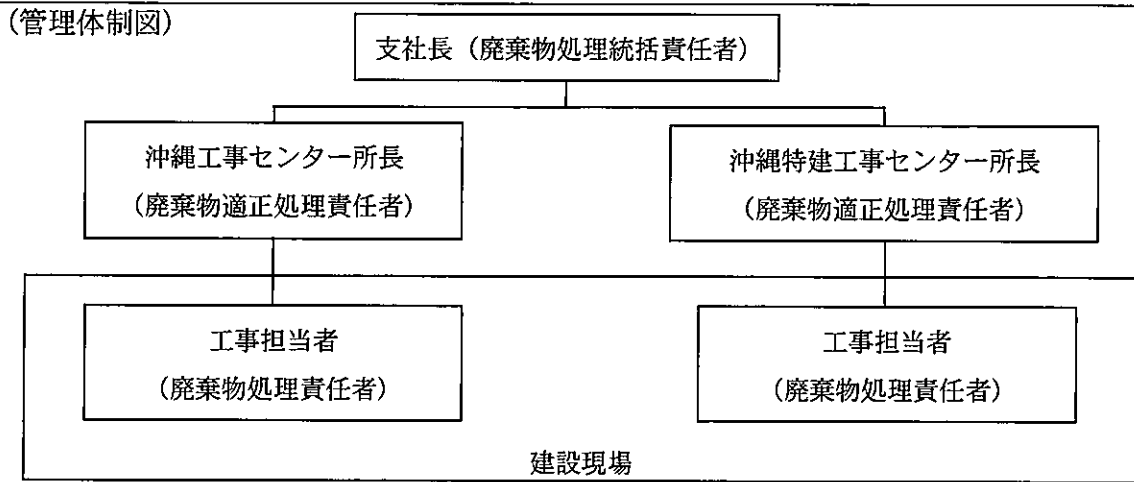 （管理体制図）
支社長（廃棄物処理統括責任者）
沖縄工事センター所長
（廃棄物適正処理責任者）
沖縄特建工事センター所長
（廃棄物適正処理責任者）
工事担当者
（廃棄物処理責任者）
工事担当者
（廃棄物処理責任者）
建設現場